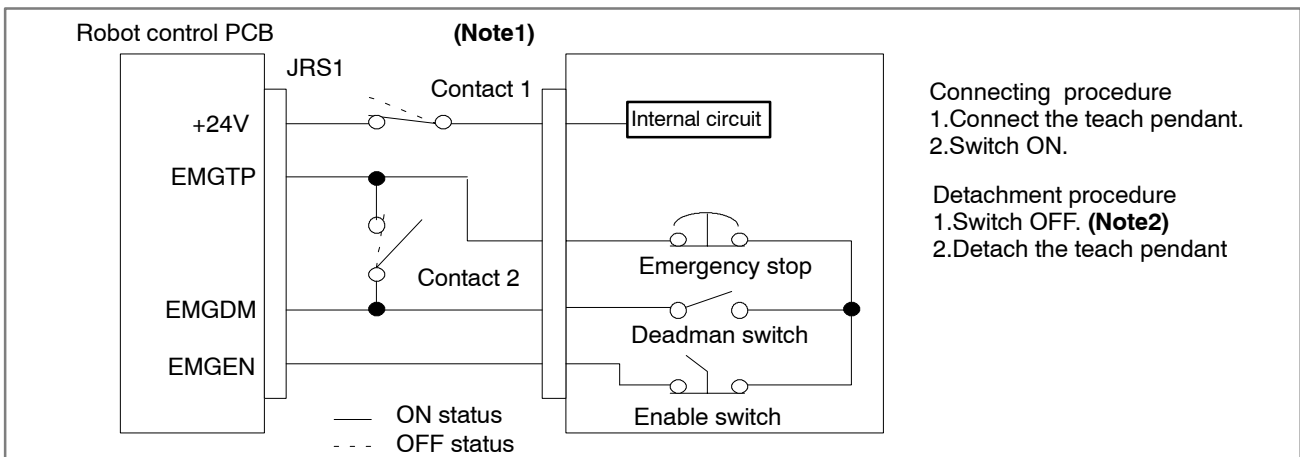 Robot control PCB
(Note1)
JRS1
Contact 1
+24V
Internal circuit
EMGTP
Emergency stop
Contact 2
EMGDM
Deadman switch
EMGEN
Enable switch
ON status
OFF status
Connecting procedure
1.Connect the teach pendant.
2.Switch ON.
Detachment procedure
1.Switch OFF. (Note2)
2.Detach the teach pendant